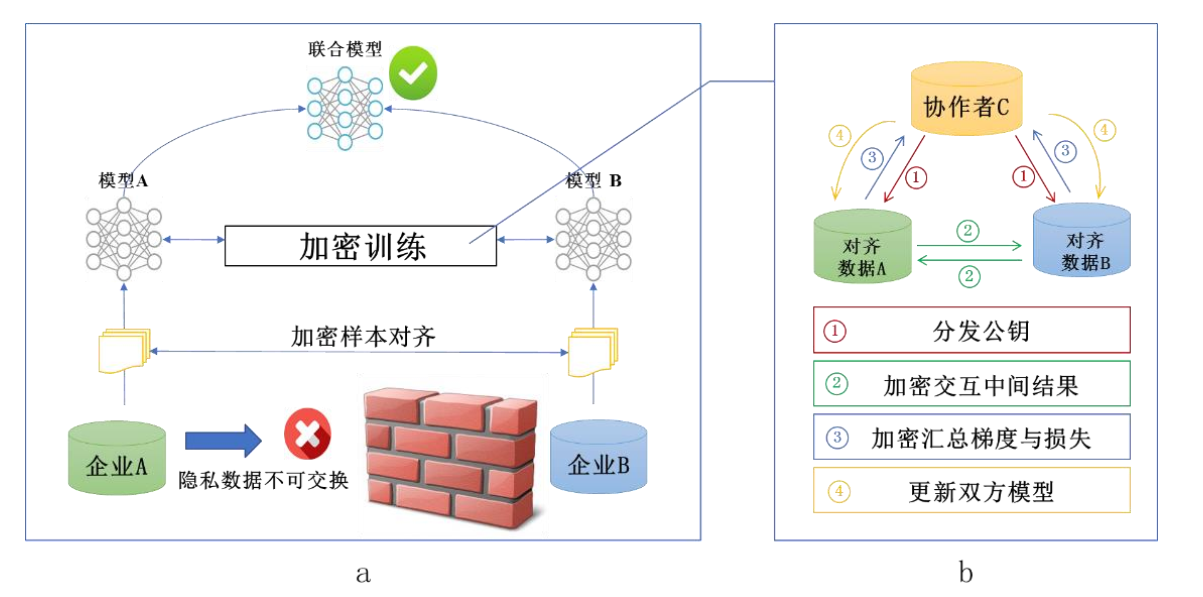 联合模型
模型A
模型 B
加密训练
加密样本对齐
企业A
隐私数据不可交换
企业B
a
协作者C
④
③
①
①
③
④
对齐
数据A
②
②
对齐
数据B
① 分发公钥
② 加密交互中间结果
③ 加密汇总梯度与损失
④ 更新双方模型
b